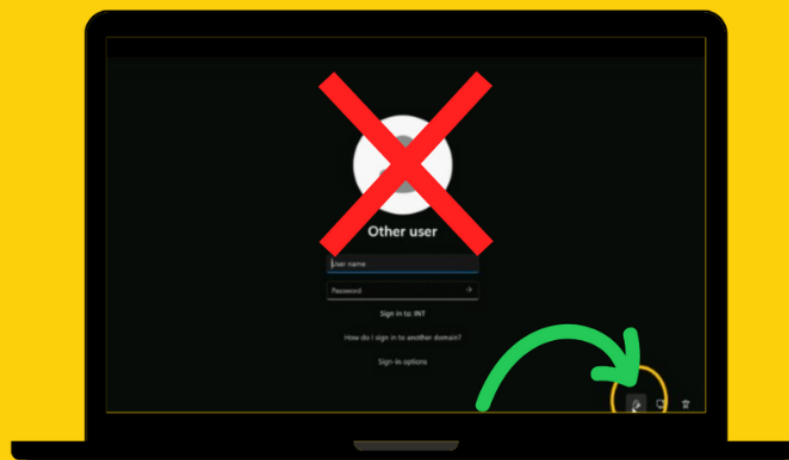 Other user
User name
Password
Sign in to: INT
How do I sign in to another domain?
Sign-in options